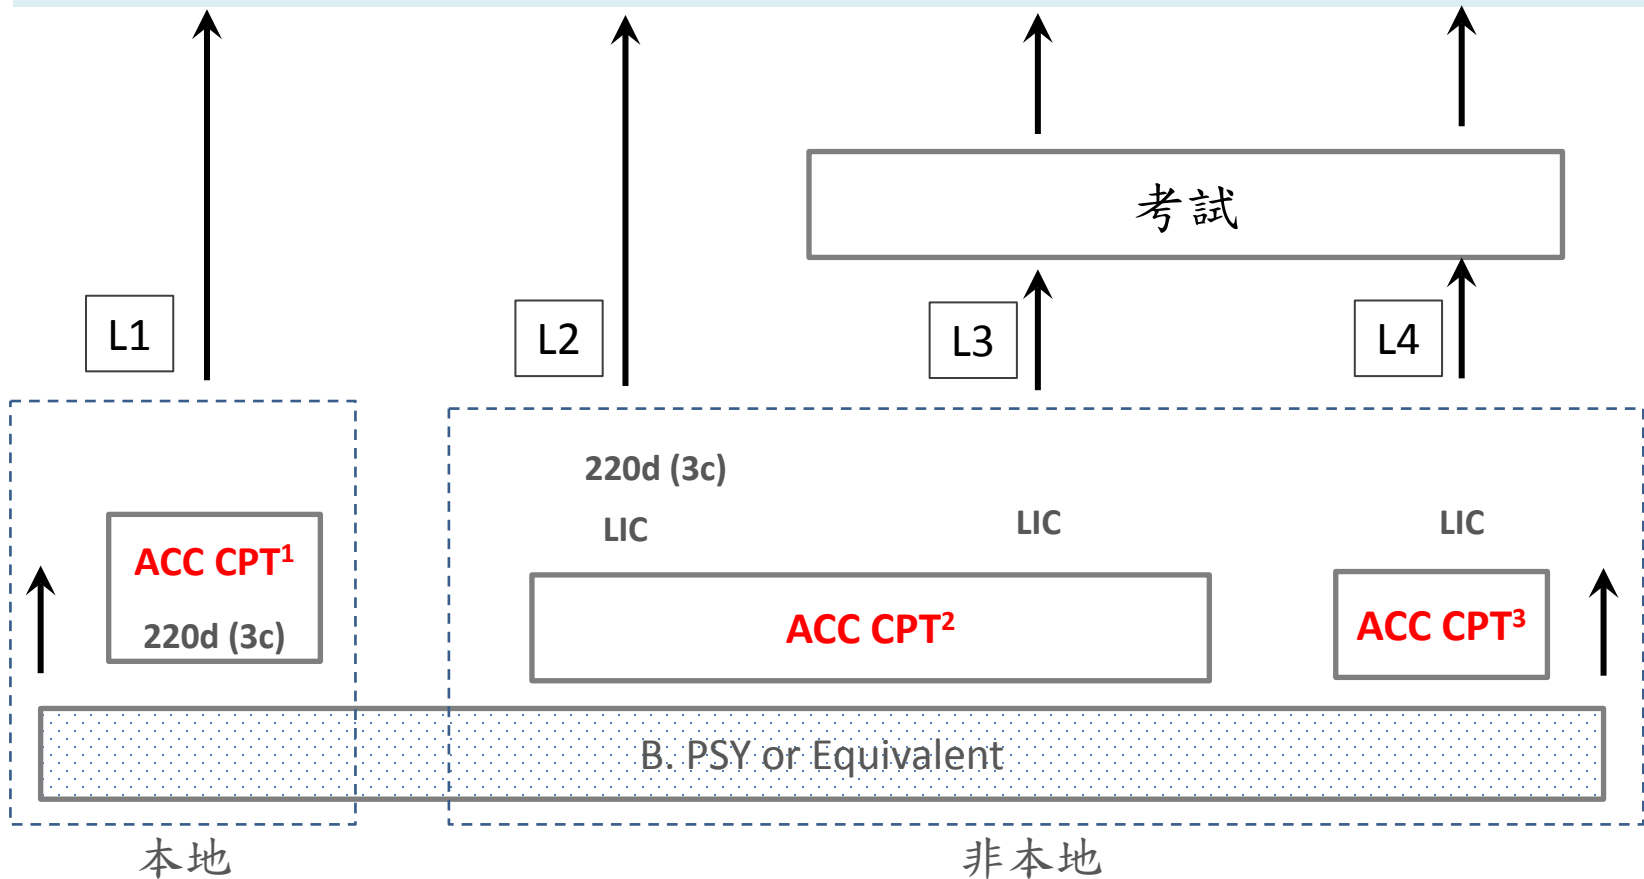 考試
L1
L2
L3
L4
220d (3c)
LIC
LIC
LIC
ACC CPT¹
220d (3c)
ACC CPT²
ACC CPT³
B. PSY or Equivalent
本地
非本地